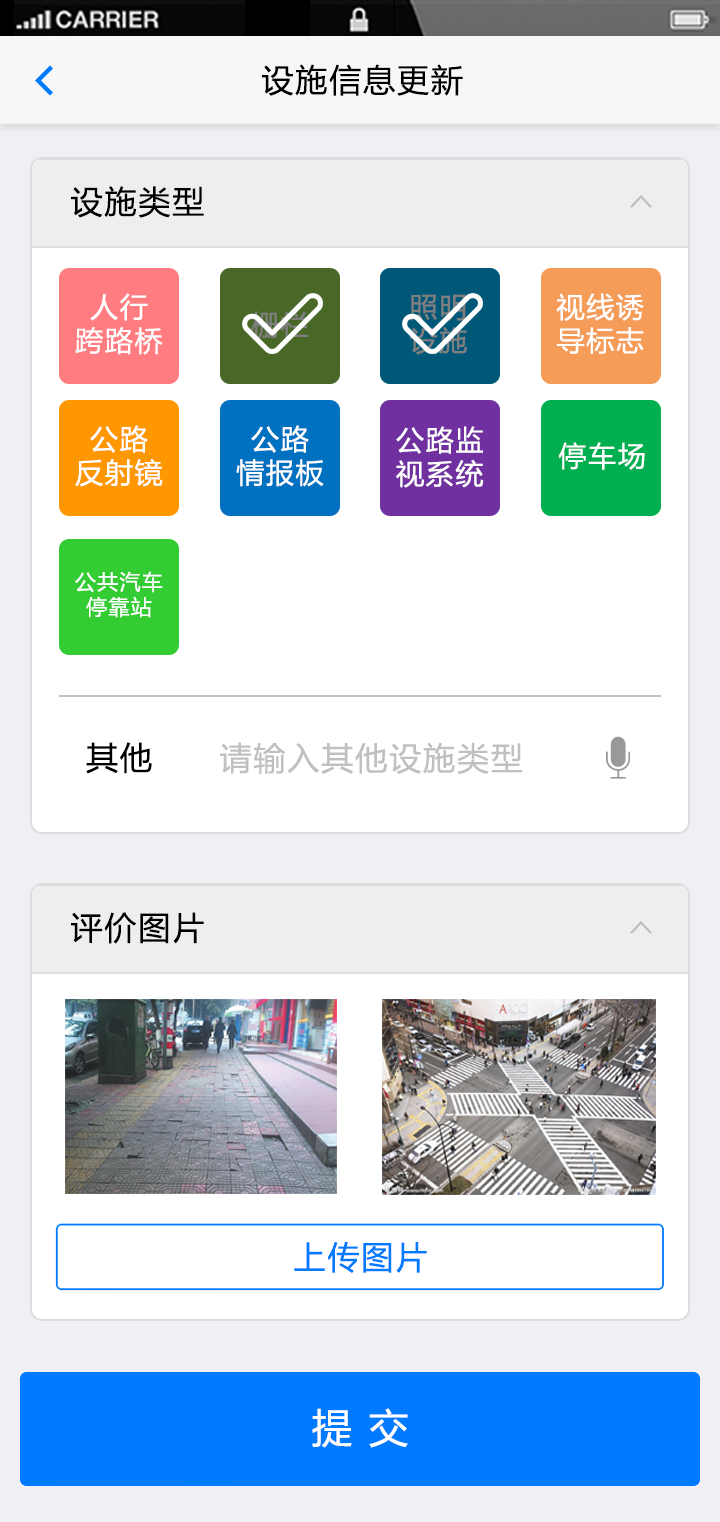 CARRIER
设施信息更新
设施类型
人行
跨路桥
栅栏
照明
设施
视线诱
导标志
公路
反射镜
公路
情报板
公路监
视系统
停车场
公共汽车
停靠站
其他
请输入其他设施类型
评价图片
上传图片
提 交